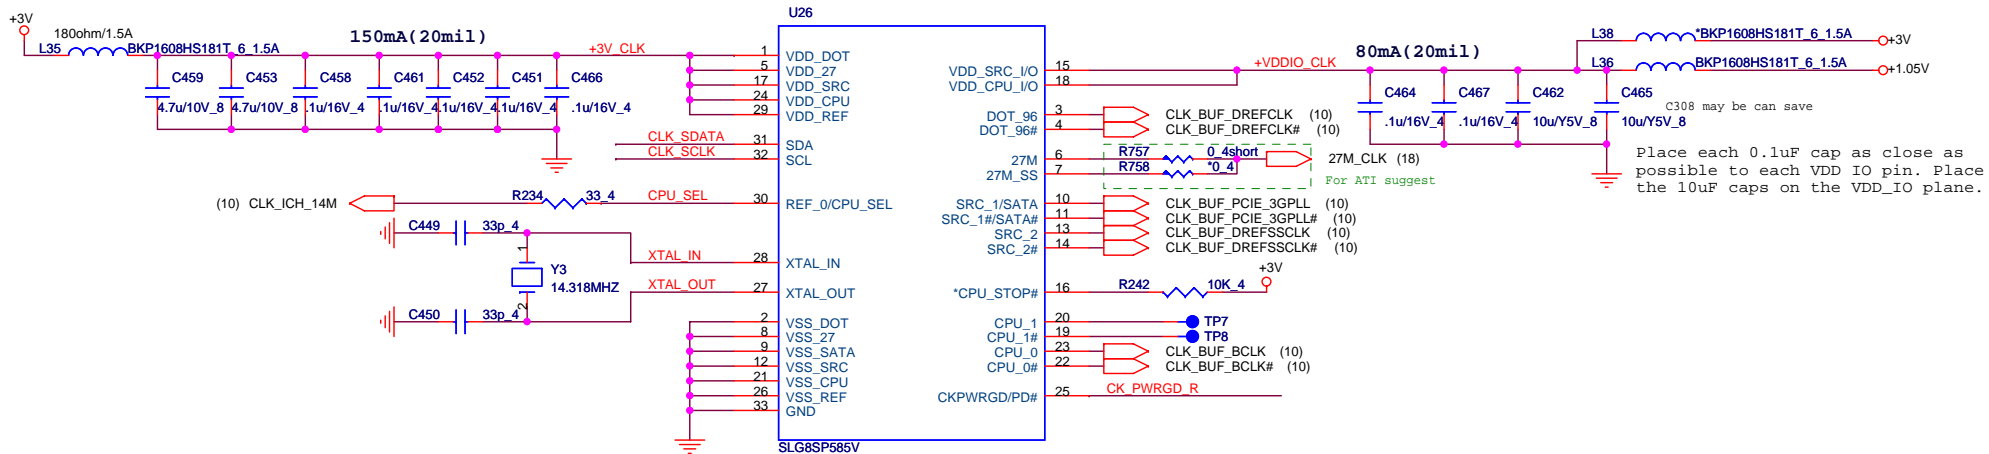 U26
+3V
180ohm/1.5A
L35
BKP1608HS181T_6_1.5A
150mA(20mil)
+3V_CLK
C459
4.7u/10V_8
C453
4.7u/10V_8
C458
.1u/16V_4
C461
.1u/16V_4
C452
.1u/16V_4
C451
.1u/16V_4
C466
.1u/16V_4
CLK_SDATA
CLK_SCLK
(10) CLK_ICH_14M
R234
33_4
CPU_SEL
C449
33p_4
1
Y3
14.318MHZ
2
XTAL_IN
XTAL_OUT
C450
33p_4
1 VDD_DOT
5 VDD_27
17 VDD_SRC
24 VDD_CPU
29 VDD_REF
31 SDA
32 SCL
30 REF_0/CPU_SEL
28 XTAL_IN
27 XTAL_OUT
2 VSS_DOT
8 VSS_27
9 VSS_SATA
12 VSS_SRC
21 VSS_CPU
26 VSS_REF
33 GND
SLG8SP585V
VDD_SRC_I/O 15
VDD_CPU_I/O 18
DOT_96 3 CLK_BUF_DREFCLK (10)
DOT_96# 4 CLK_BUF_DREFCLK# (10)
27M 6 R757 0_4short
27M_SS 7 R758 *0_4
27M_CLK (18)
For ATI suggest
SRC_1/SATA 10 CLK_BUF_PCIE_3GPLL (10)
SRC_1#/SATA# 11 CLK_BUF_PCIE_3GPLL# (10)
SRC_2 13 CLK_BUF_DREFSSCLK (10)
SRC_2# 14 CLK_BUF_DREFSSCLK# (10)
+3V
*CPU_STOP# 16 R242 10K_4
CPU_1 20 TP7
CPU_1# 19 TP8
CPU_0 23 CLK_BUF_BCLK (10)
CPU_0# 22 CLK_BUF_BCLK# (10)
CKPWRGD/PD# 25 CK_PWRGD_R
+VDDIO_CLK
80mA(20mil)
L38
*BKP1608HS181T_6_1.5A
+3V
L36
BKP1608HS181T_6_1.5A
+1.05V
C464
.1u/16V_4
C467
.1u/16V_4
C462
10u/Y5V_8
C465
10u/Y5V_8
C308 may be can save
Place each 0.1uF cap as close as
possible to each VDD IO pin. Place
the 10uF caps on the VDD_IO plane.